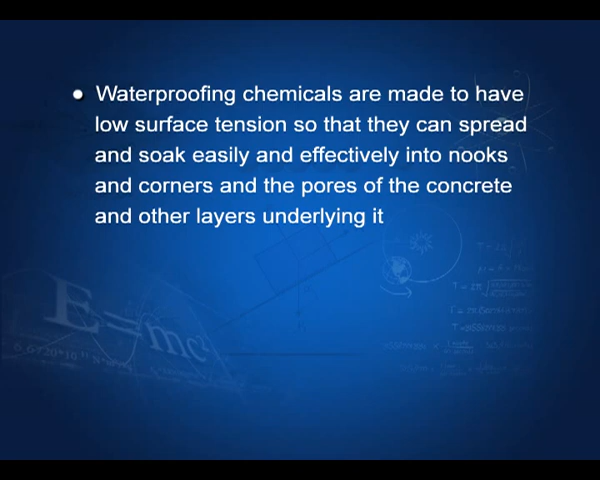 • Waterproofing chemicals are made to have
low surface tension so that they can spread
and soak easily and effectively into nooks
and corners and the pores of the concrete
and other layers underlying it
E=mc²